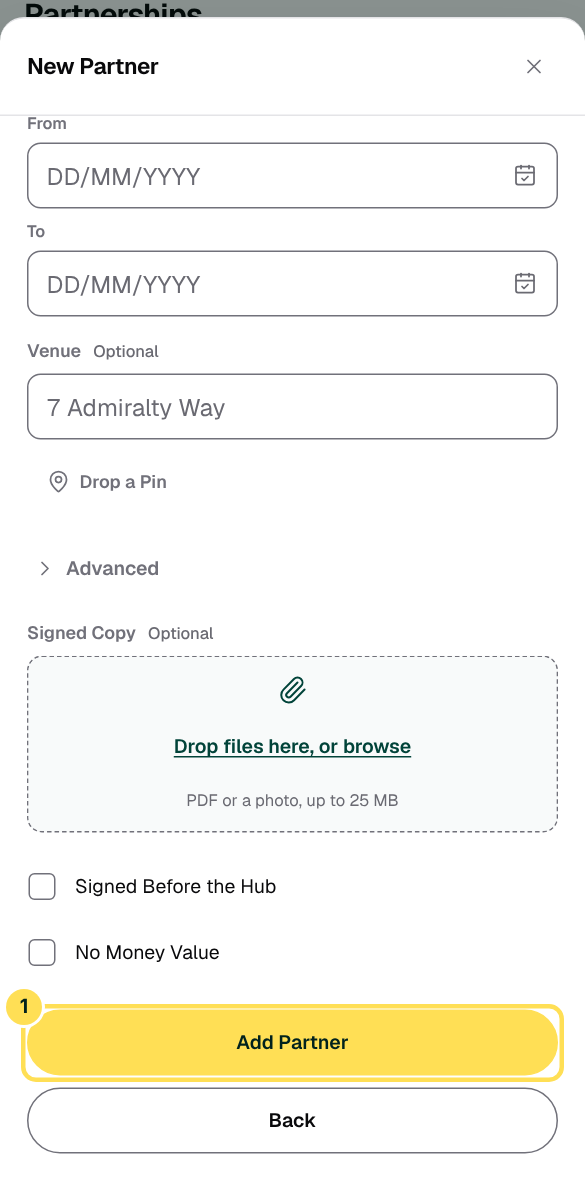 Partnerships
New Partner
From
DD/MM/YYYY
To
DD/MM/YYYY
Venue Optional
7 Admiralty Way
Drop a Pin
Advanced
Signed Copy Optional
Drop files here, or browse
PDF or a photo, up to 25 MB
Signed Before the Hub
No Money Value
1
Add Partner
Back